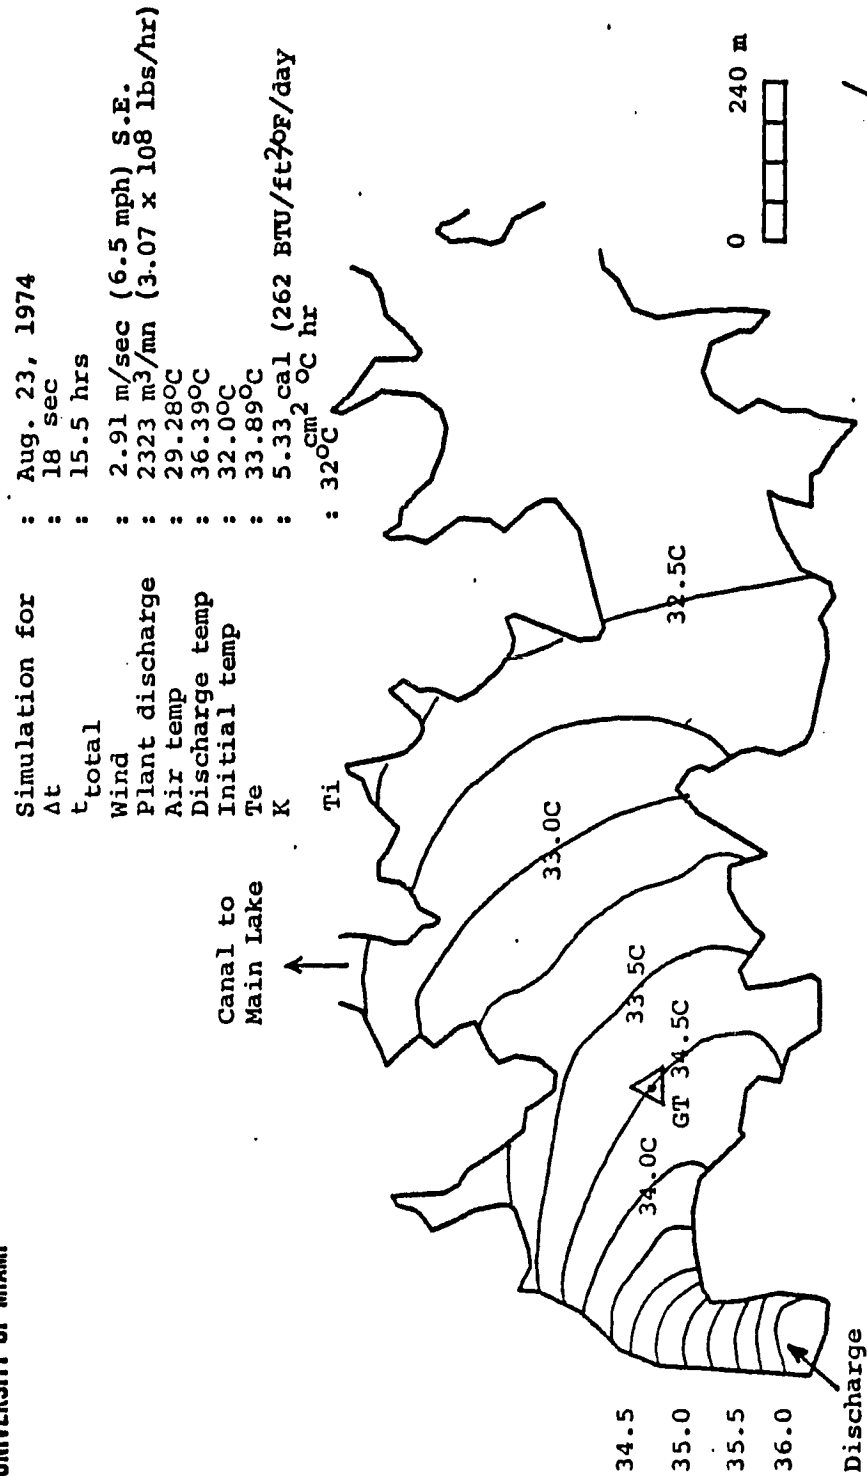 UNIVERSITY OF MIAMI
Simulation for : Aug. 23, 1974
Δt : 18 sec
t total : 15.5 hrs
Wind : 2.91 m/sec (6.5 mph) S.E.
Plant discharge : 2323 m3/mn (3.07 x 108 lbs/hr)
Air temp : 29.28°C
Discharge temp : 36.39°C
Initial temp : 32.0°C
Te : 33.89°C
K : 5.33 cal (262 BTU/ft2/°F/day
cm2 °C hr
Ti : 32°C
Canal to
Main Lake
32.5C
33.0C
33.5C
GT 34.5C
34.0C
34.5
35.0
35.5
36.0
Discharge
0 240 m